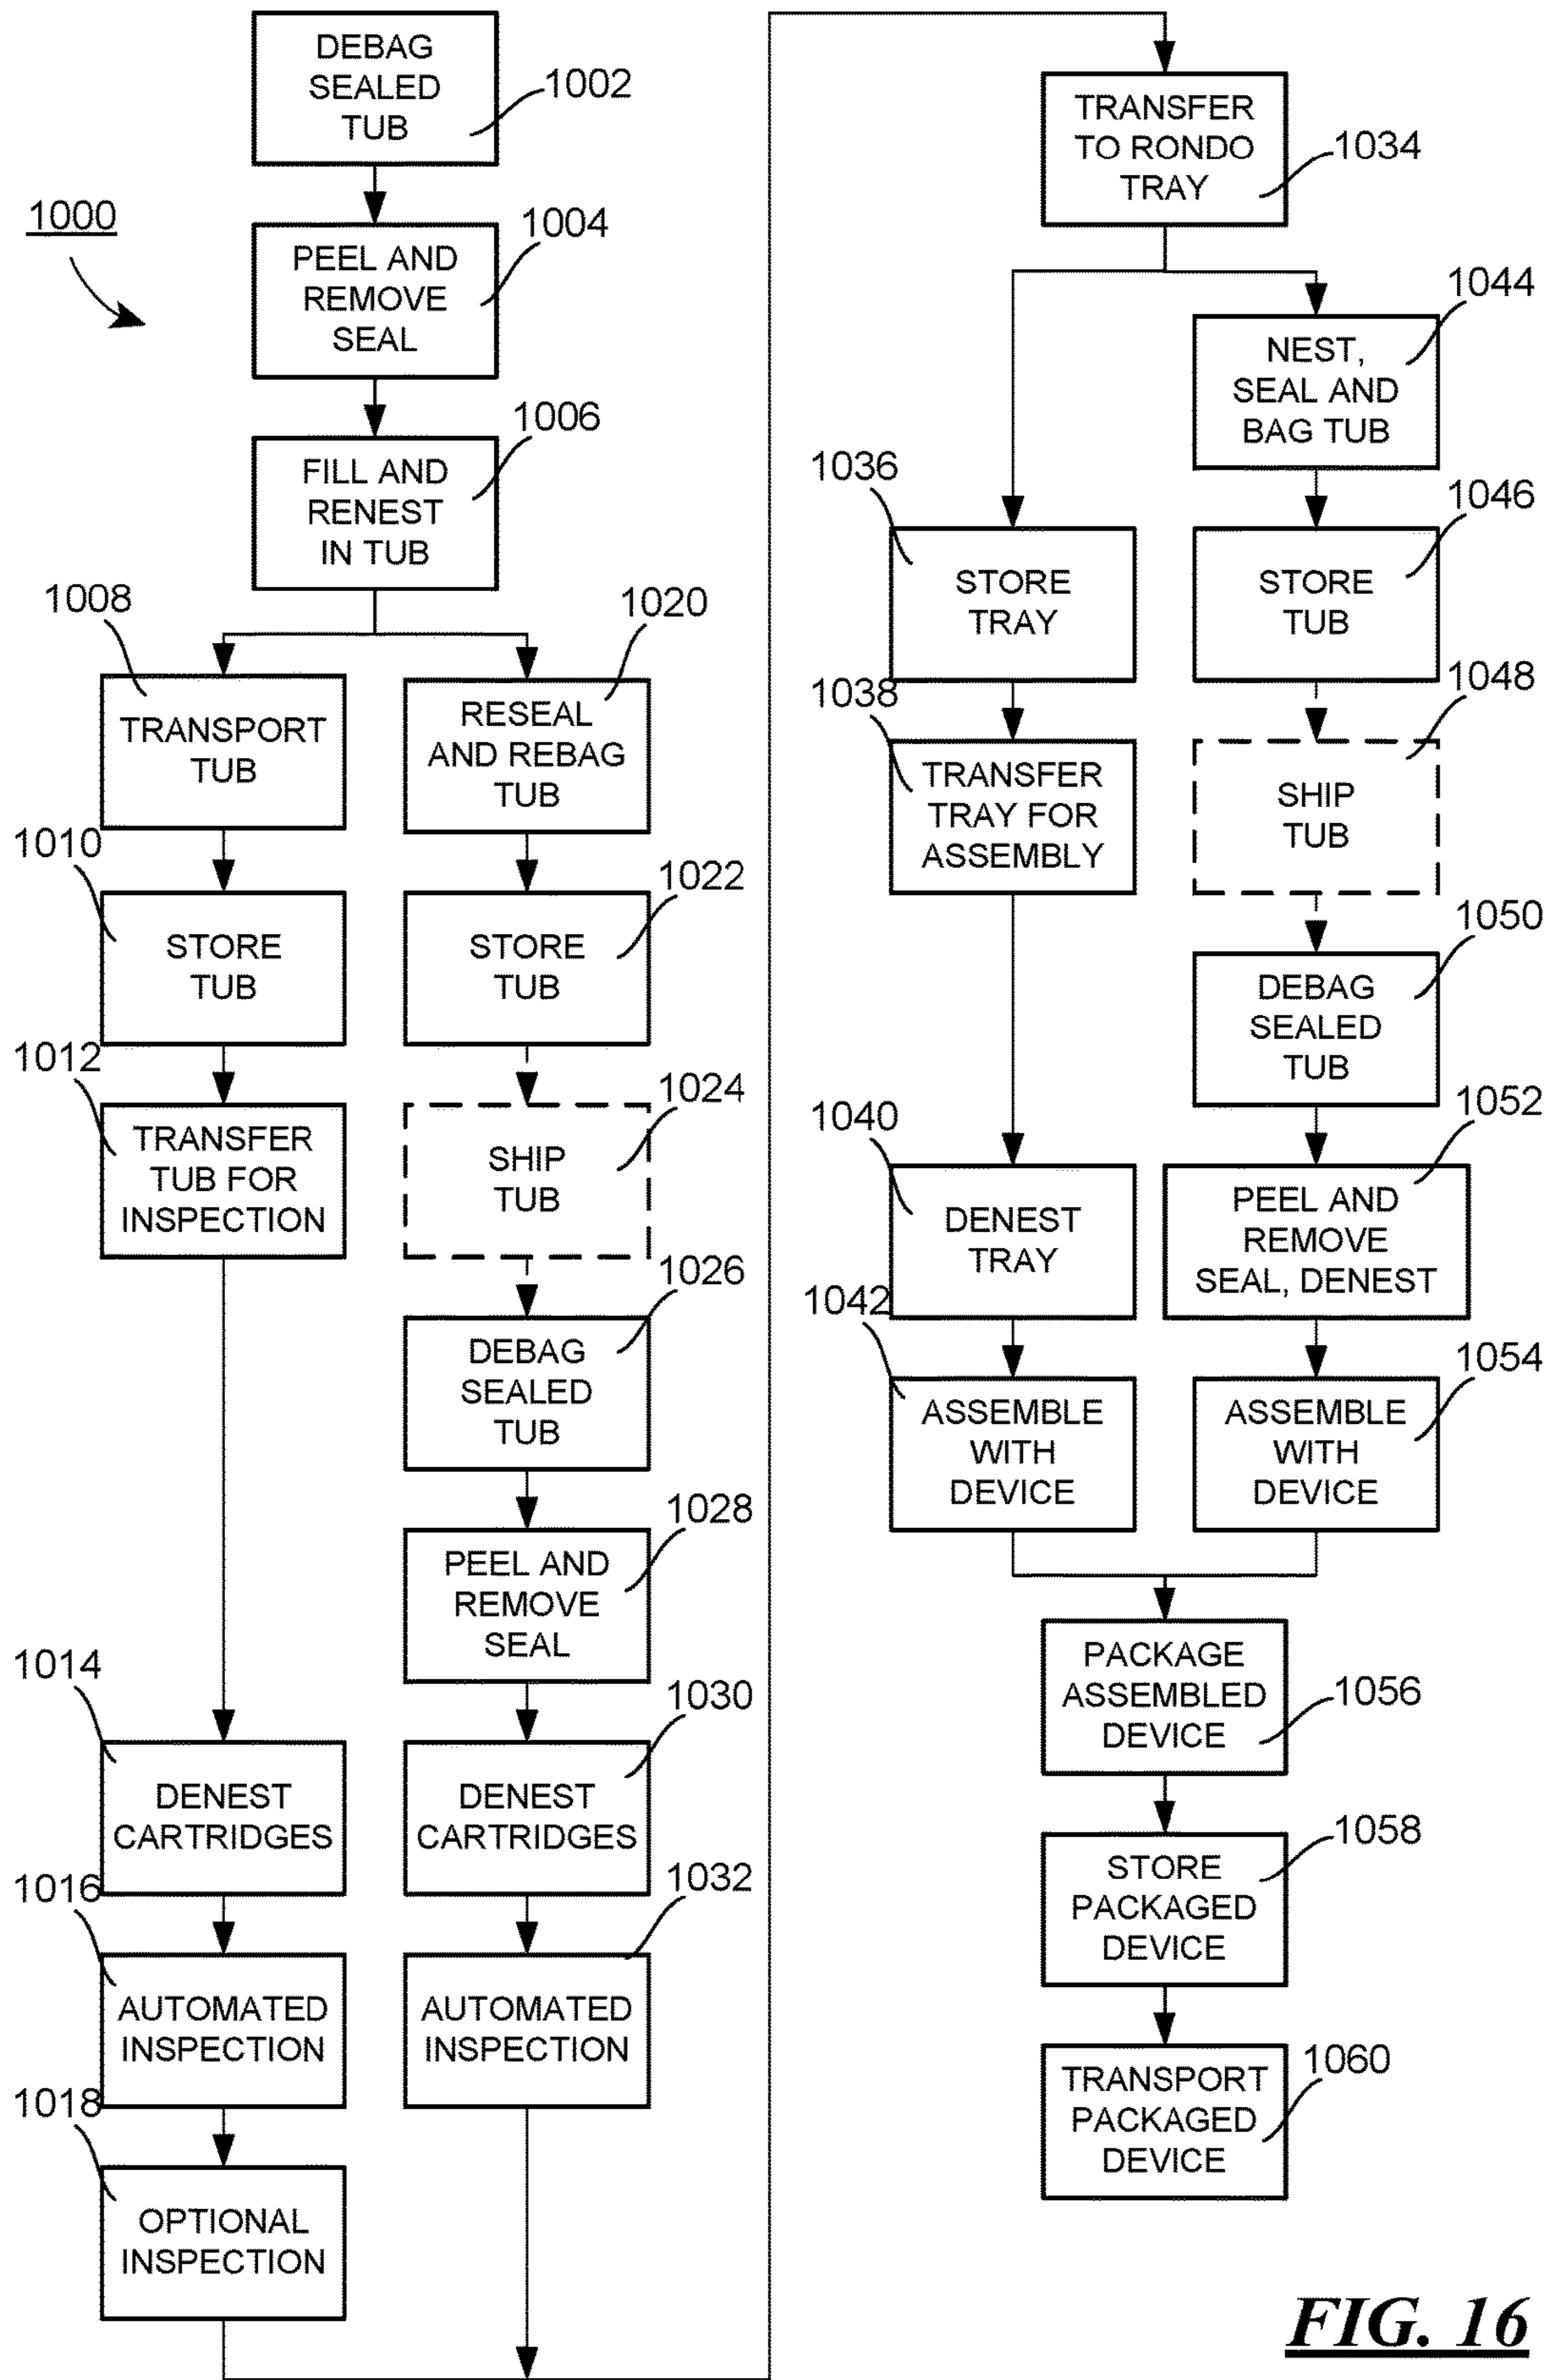 1000
DEBAG
SEALED
TUB
1002
PEEL AND
REMOVE
SEAL
1004
FILL AND
RENEST
IN TUB
1006
1008
TRANSPORT
TUB
1010
STORE
TUB
1012
TRANSFER
TUB FOR
INSPECTION
1014
DENEST
CARTRIDGES
1016
AUTOMATED
INSPECTION
1018
OPTIONAL
INSPECTION
1020
RESEAL
AND REBAG
TUB
1022
STORE
TUB
1024
SHIP
TUB
1026
DEBAG
SEALED
TUB
1028
PEEL AND
REMOVE
SEAL
1030
DENEST
CARTRIDGES
1032
AUTOMATED
INSPECTION
TRANSFER
TO RONDO
TRAY
1034
1036
STORE
TRAY
1038
TRANSFER
TRAY FOR
ASSEMBLY
1040
DENEST
TRAY
1042
ASSEMBLE
WITH
DEVICE
1044
NEST,
SEAL AND
BAG TUB
1046
STORE
TUB
1048
SHIP
TUB
1050
DEBAG
SEALED
TUB
1052
PEEL AND
REMOVE
SEAL, DENEST
1054
ASSEMBLE
WITH
DEVICE
PACKAGE
ASSEMBLED
DEVICE
1056
STORE
PACKAGED
DEVICE
1058
TRANSPORT
PACKAGED
DEVICE
1060
FIG. 16